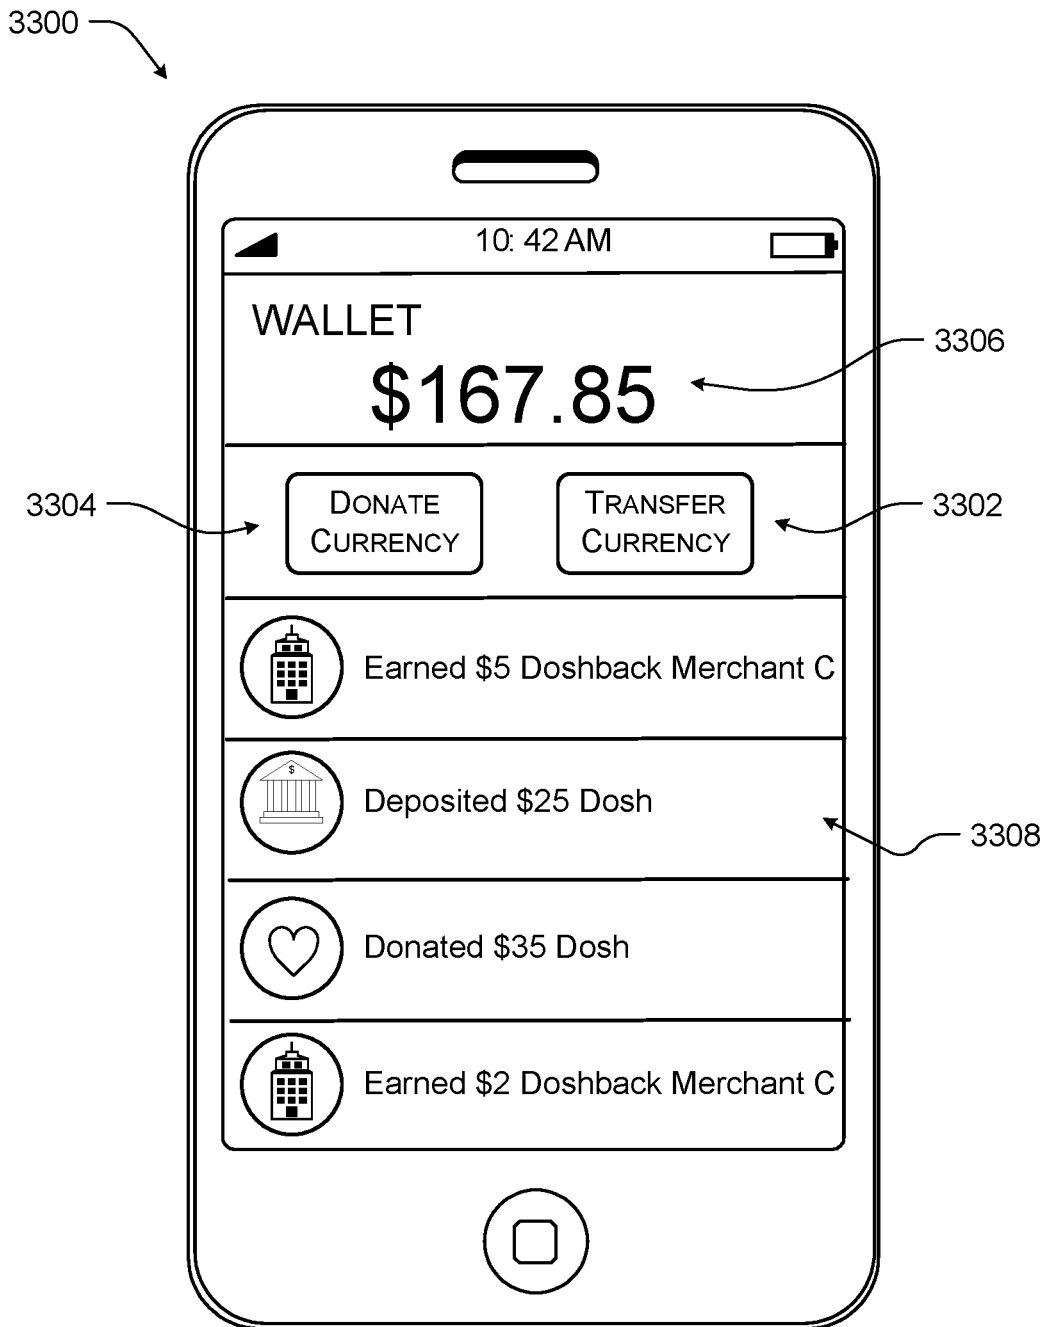 3300
10: 42 AM
WALLET
3306
$167.85
3304
DONATE
CURRENCY
TRANSFER
CURRENCY
3302
Earned $5 Doshback Merchant C
$
Deposited $25 Dosh
3308
Donated $35 Dosh
Earned $2 Doshback Merchant C